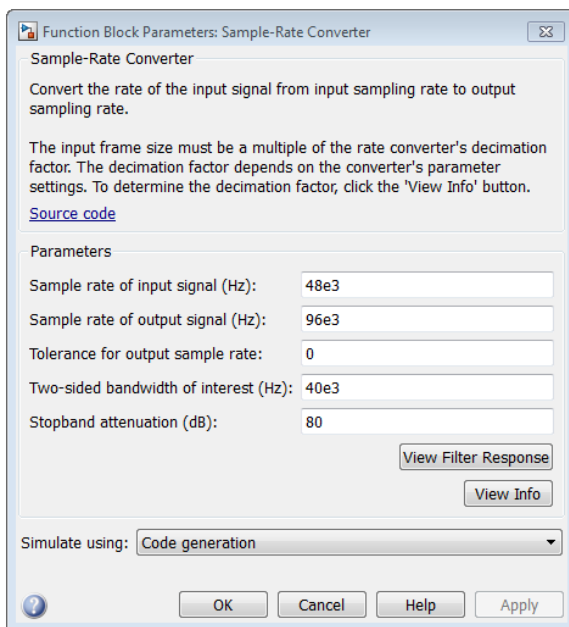 Function Block Parameters: Sample-Rate Converter
Sample-Rate Converter
Convert the rate of the input signal from input sampling rate to output
sampling rate.
The input frame size must be a multiple of the rate converter's decimation
factor. The decimation factor depends on the converter's parameter
settings. To determine the decimation factor, click the 'View Info' button.
Source code
Parameters
Sample rate of input signal (Hz): 48e3
Sample rate of output signal (Hz): 96e3
Tolerance for output sample rate: 0
Two-sided bandwidth of interest (Hz): 40e3
Stopband attenuation (dB): 80
View Filter Response
View Info
Simulate using: Code generation
? OK Cancel Help Apply